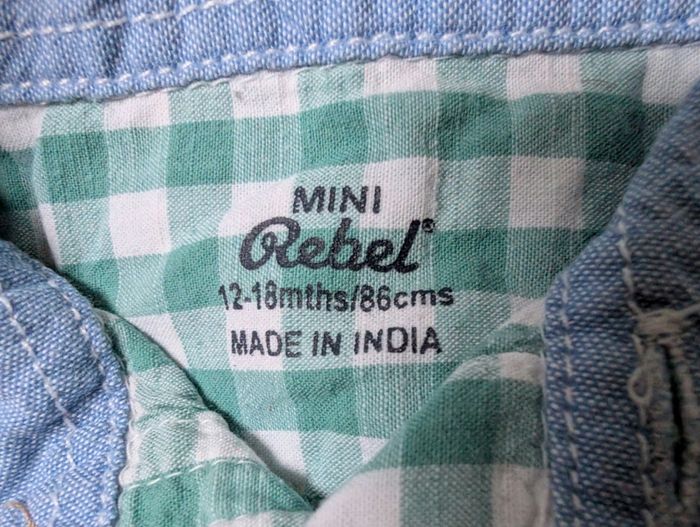 MINI
Rebel®
12-18mths/86cms
MADE IN INDIA